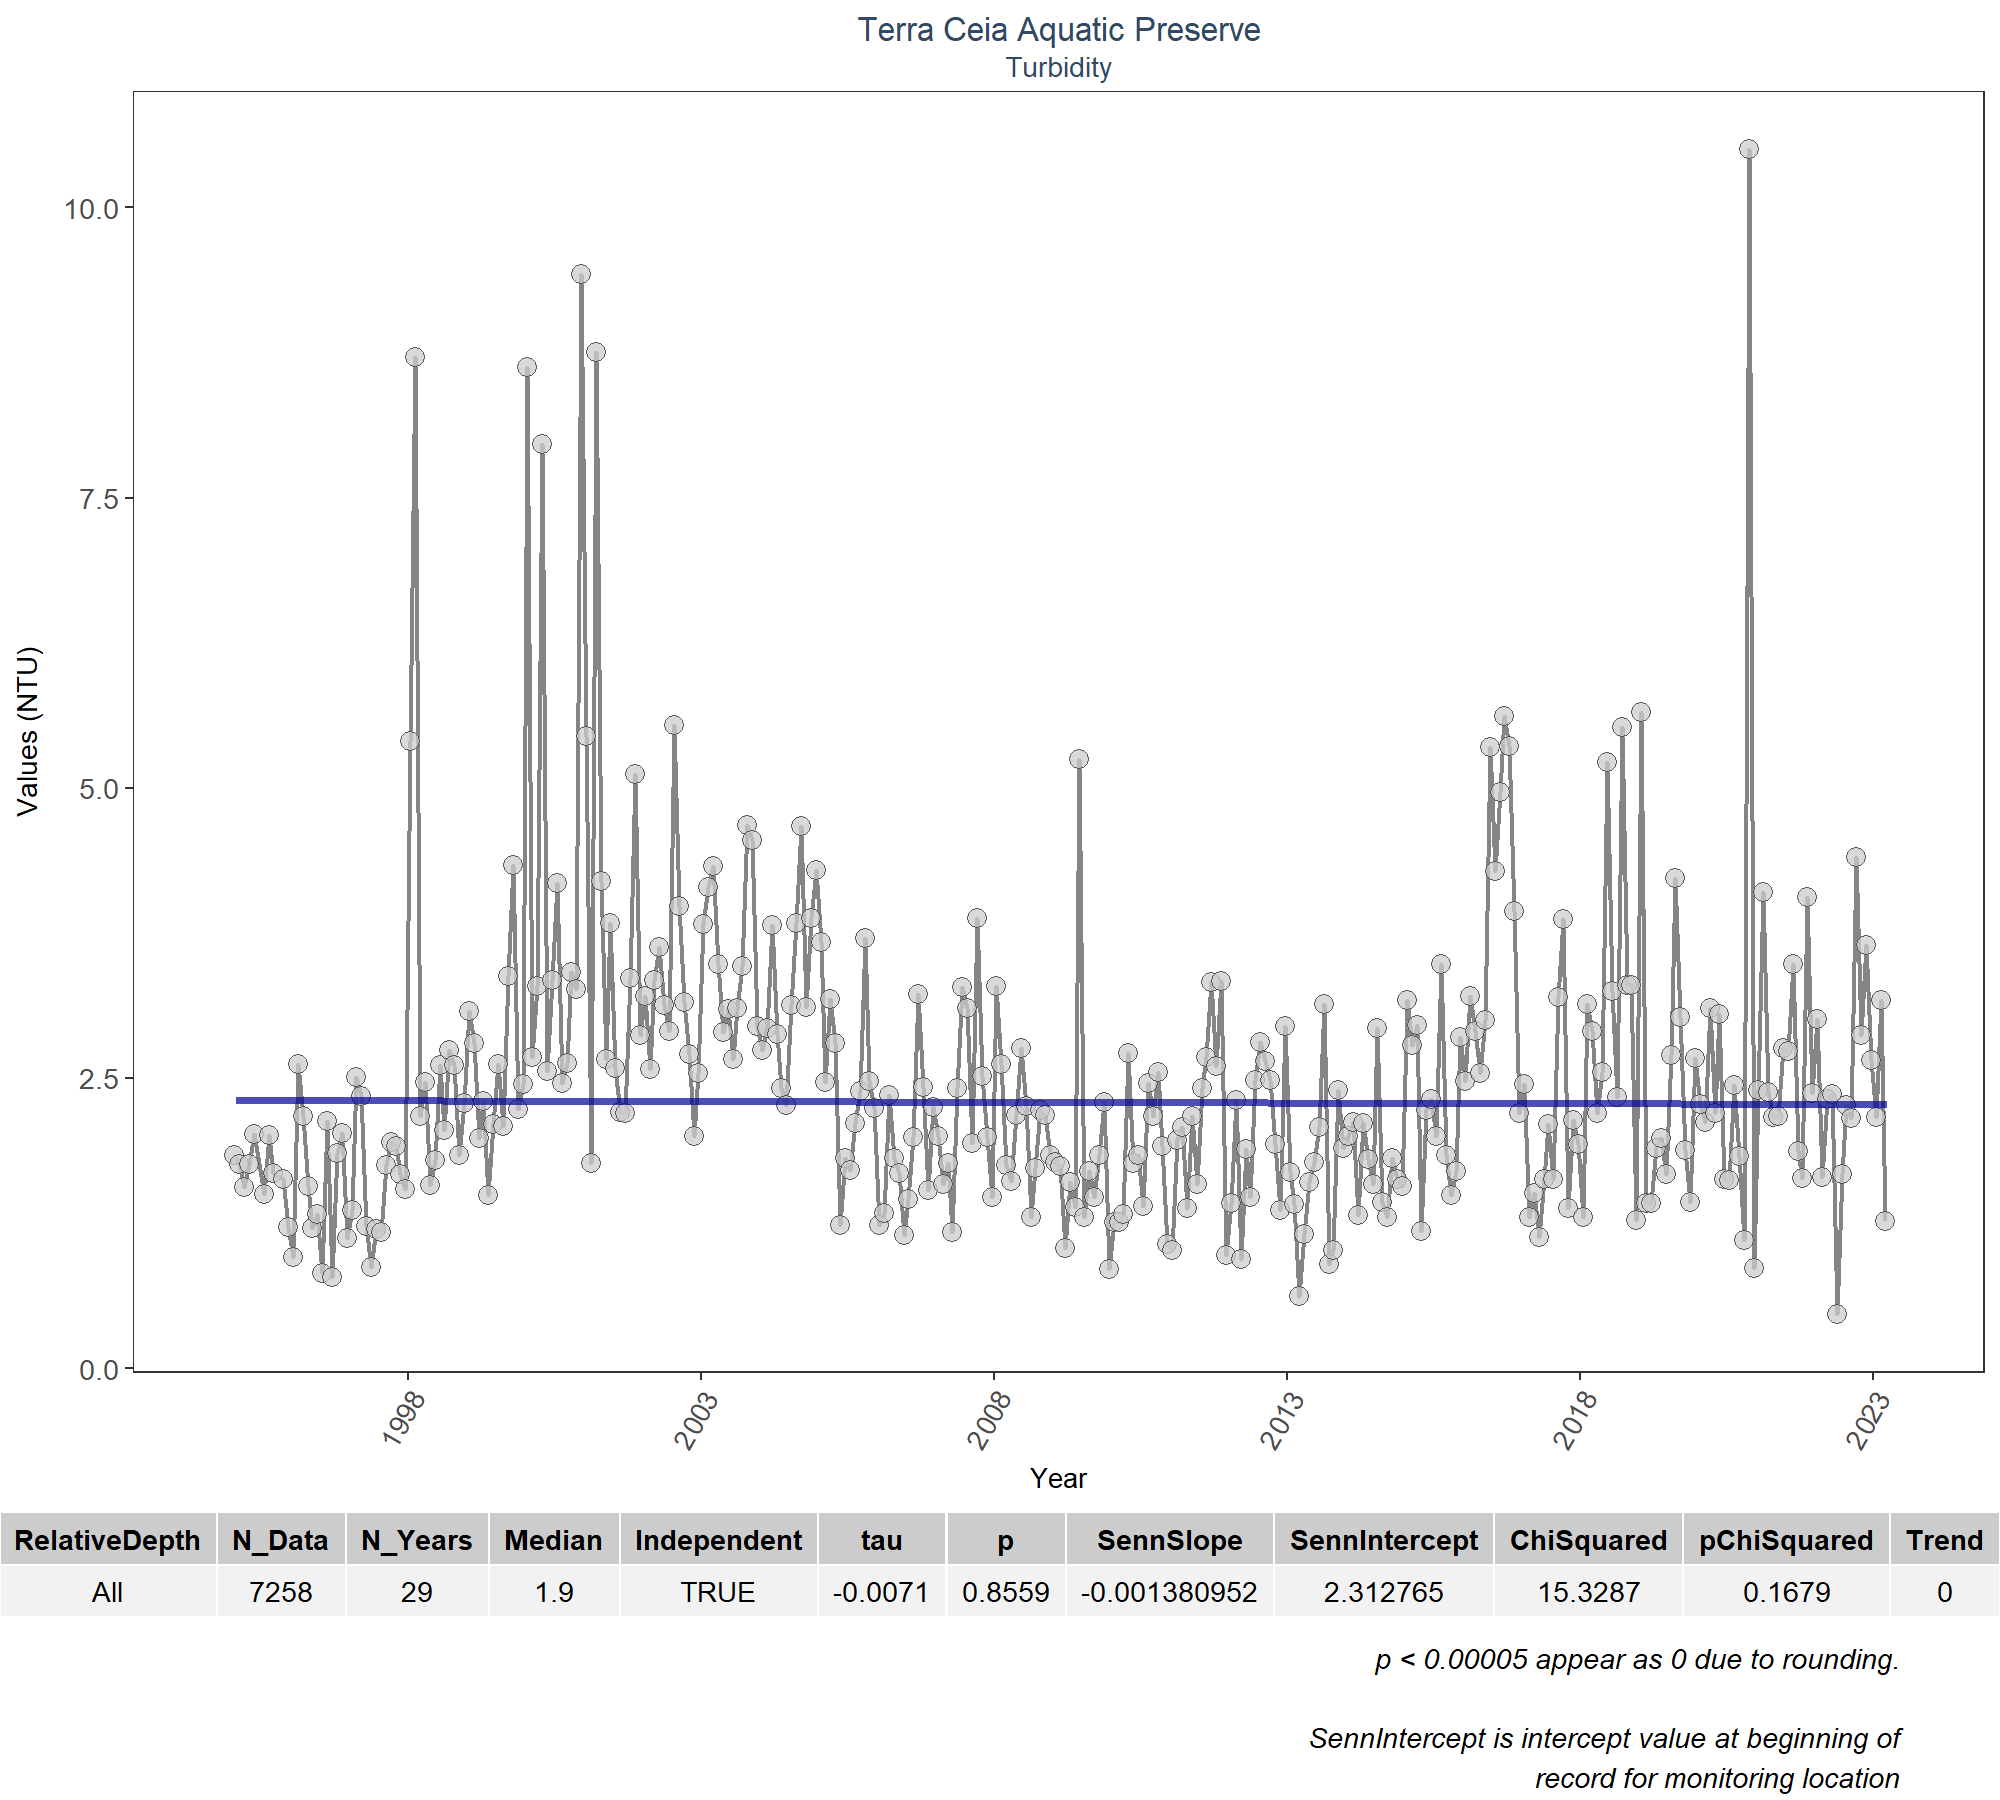 Terra Ceia Aquatic Preserve
Turbidity
10.0
7.5
5.0
2.5
0.0
Values (NTU)
1998
2003
2008
2013
2018
2023
Year
RelativeDepth N_Data N_Years Median Independent tau p SennSlope SennIntercept ChiSquared pChiSquared Trend
All 7258 29 1.9 TRUE -0.0071 0.8559 -0.001380952 2.312765 15.3287 0.1679 0
p < 0.00005 appear as 0 due to rounding.
SennIntercept is intercept value at beginning of
record for monitoring location